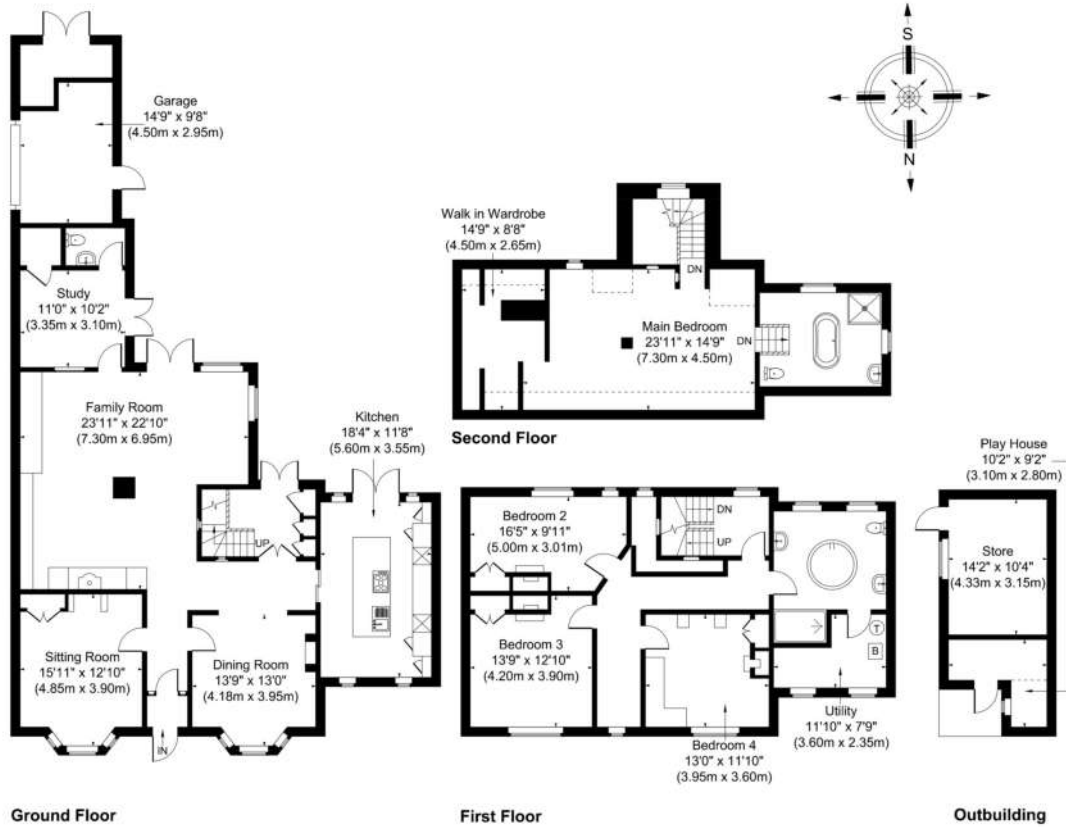 S
N
Garage
14'9" x 9'8"
(4.50m x 2.95m)
Study
11'0" x 10'2"
(3.35m x 3.10m)
Family Room
23'11" x 22'10"
(7.30m x 6.95m)
Kitchen
18'4" x 11'8"
(5.60m x 3.55m)
UP
Sitting Room
15'11" x 12'10"
(4.85m x 3.90m)
Dining Room
13'9" x 13'0"
(4.18m x 3.95m)
IN
Ground Floor
Walk in Wardrobe
14'9" x 8'8"
(4.50m x 2.65m)
DN
Main Bedroom
23'11" x 14'9"
(7.30m x 4.50m)
DN
Second Floor
Bedroom 2
16'5" x 9'11"
(5.00m x 3.01m)
DN
UP
Bedroom 3
13'9" x 12'10"
(4.20m x 3.90m)
T
B
Utility
11'10" x 7'9"
(3.60m x 2.35m)
Bedroom 4
13'0" x 11'10"
(3.95m x 3.60m)
First Floor
Play House
10'2" x 9'2"
(3.10m x 2.80m)
Store
14'2" x 10'4"
(4.33m x 3.15m)
Outbuilding